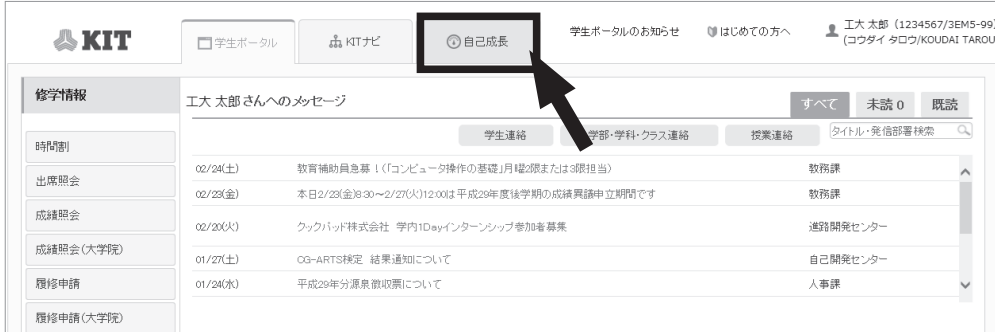 KIT
学生ポータル
KITナビ
自己成長
学生ポータルのお知らせ
はじめての方へ
工大 太郎 (1234567/3EM5-99)
(コウダイ タロウ/KOUDAI TAROU
修学情報
時間割
出席照会
成績照会
成績照会(大学院)
履修申請
履修申請(大学院)
工大 太郎さんへのメッセージ
すべて 未読 0 既読
学生連絡 学部・学科・クラス連絡 授業連絡 タイトル・発信部署検索
02/24(土) 教育補助員急募!(「コンピュータ操作の基礎」月曜2限または3限担当) 教務課
02/23(金) 本日2/23(金)8:30～2/27(火)12:00は平成29年度後学期の成績異議申立期間です 教務課
02/20(火) クックパッド株式会社 学内1Dayインターンシップ参加者募集 進路開発センター
01/27(土) CG-ARTS検定 結果通知について 自己開発センター
01/24(水) 平成29年分源泉徴収票について 人事課